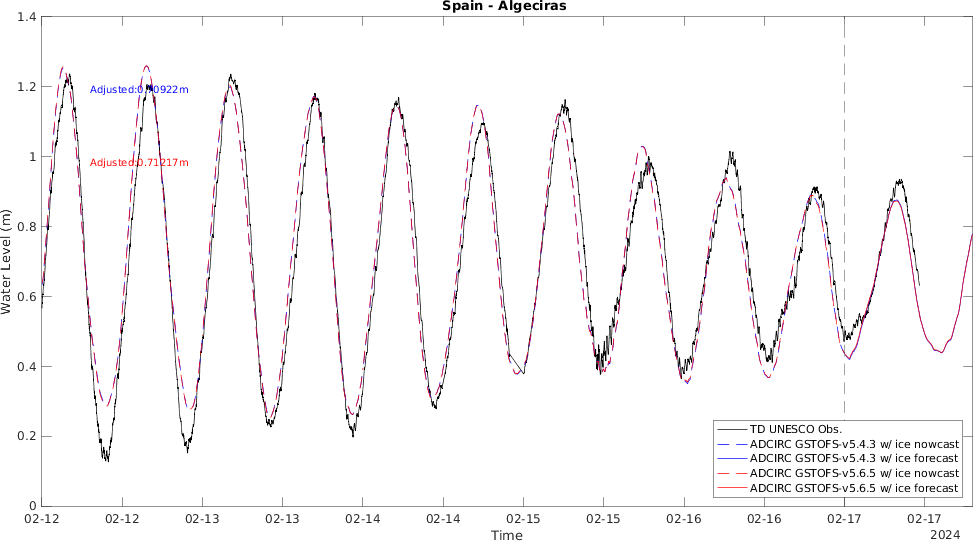 Spain - Algeciras
1.4
1.2
1
0.8
0.6
0.4
0.2
0
Water Level (m)
Adjusted:0.70922m
Adjusted:0.71217m
TD UNESCO Obs.
ADCIRC GSTOFS-v5.4.3 w/ ice nowcast
ADCIRC GSTOFS-v5.4.3 w/ ice forecast
ADCIRC GSTOFS-v5.6.5 w/ ice nowcast
ADCIRC GSTOFS-v5.6.5 w/ ice forecast
02-12 02-12 02-13 02-13 02-14 02-14 02-15 02-15 02-16 02-16 02-17 02-17
Time
2024